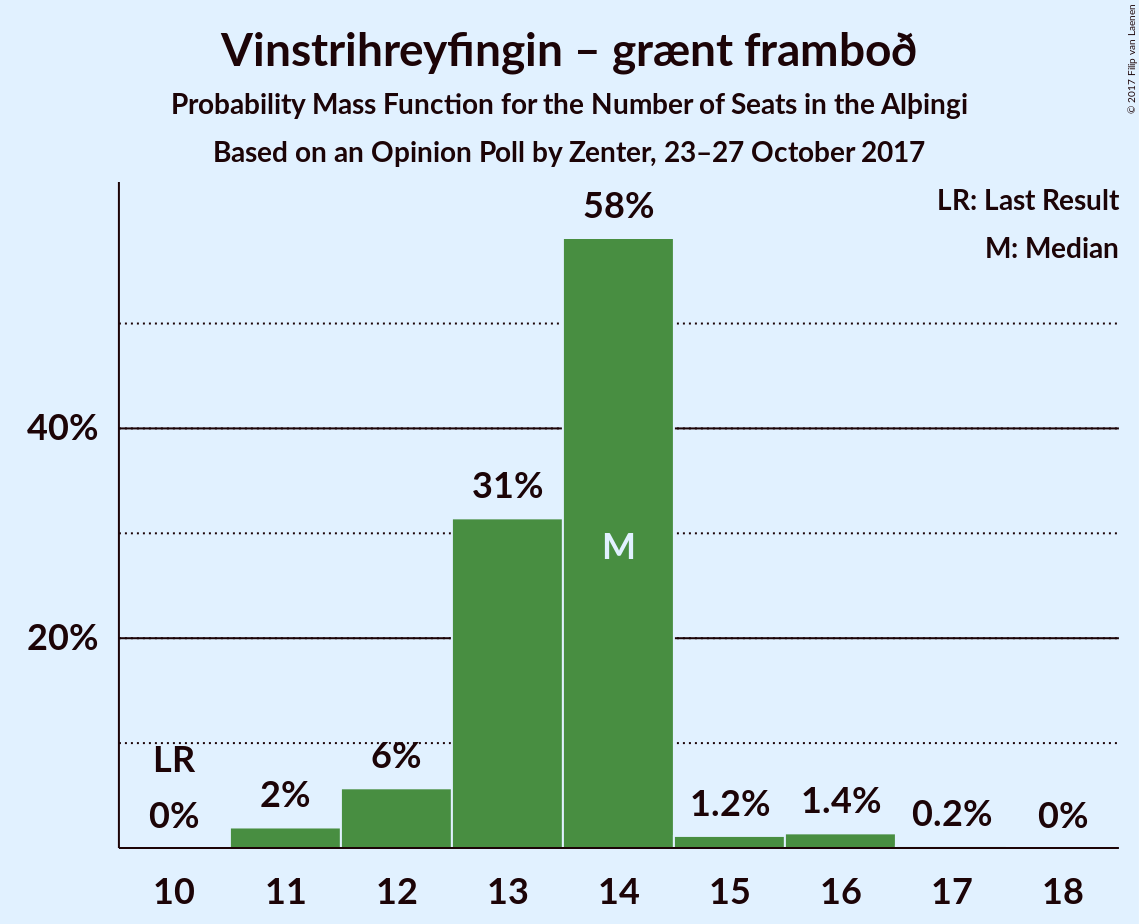 Vinstrihreyfingin – grænt framboð
Probability Mass Function for the Number of Seats in the Alþingi
Based on an Opinion Poll by Zenter, 23–27 October 2017
© 2017 Filip van Laenen
LR: Last Result
M: Median
58%
40%
31%
M
20%
LR
6%
2%
0%
1.2%
1.4%
0.2%
0%
10 11 12 13 14 15 16 17 18